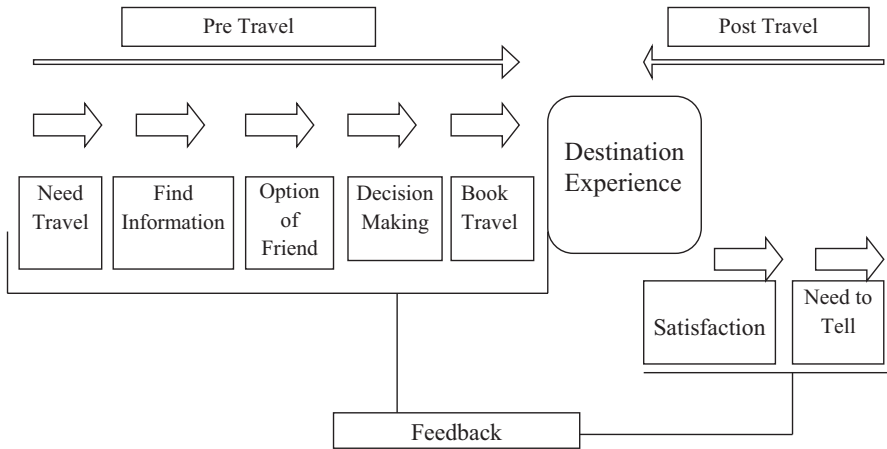 Pre Travel
Post Travel
Need
Travel
Find
Information
Option
of
Friend
Decision
Making
Book
Travel
Destination
Experience
Satisfaction
Need to
Tell
Feedback